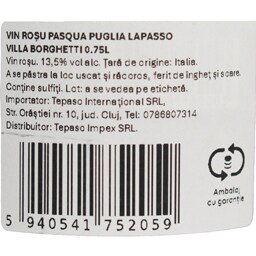 VIN ROȘU PASQUA PUGLIA LAPASSO
VILLA BORGHETTI 0.75L
Vin roșu, 13,5% vol alc. Țară de origine: Italia.
A se păstra la loc uscat și răcoros, ferit de îngheț și soare.
Conține sulfiți. Lot: a se vedea pe etichetă.
Importator: Tepaso International SRL,
Str. Orăștiei nr. 10, jud. Cluj, Tel: 0786807314
Distribuitor: Tepaso Impex SRL.
Ambalaj
cu garanție
5 940541 752059